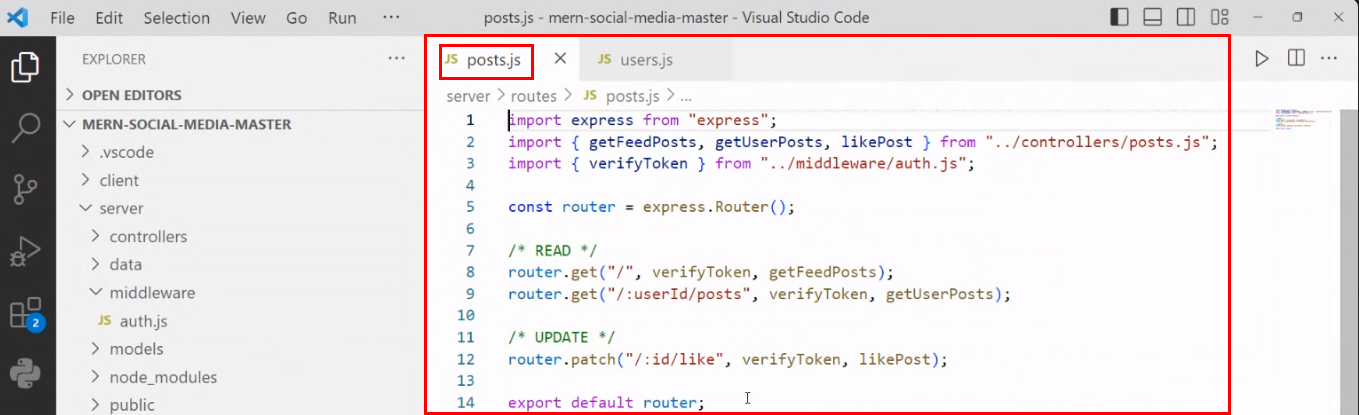 File Edit Selection View Go Run ···
posts.js - mern-social-media-master - Visual Studio Code
EXPLORER ···
OPEN EDITORS
MERN-SOCIAL-MEDIA-MASTER
.vscode
client
server
controllers
data
middleware
JS auth.js
models
node_modules
public
2
JS posts.js
JS users.js
server > routes > JS posts.js > ...
1 import express from "express";
2 import { getFeedPosts, getUserPosts, likePost } from "../controllers/posts.js";
3 import { verifyToken } from "../middleware/auth.js";
4
5 const router = express.Router();
6
7 /* READ */
8 router.get("/", verifyToken, getFeedPosts);
9 router.get("/:userId/posts", verifyToken, getUserPosts);
10
11 /* UPDATE */
12 router.patch("/:id/like", verifyToken, likePost);
13
14 export default router;